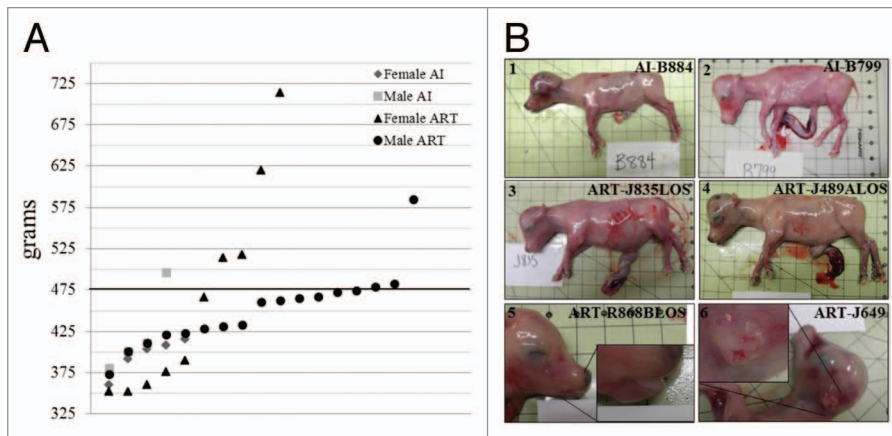 A
grams
725
675
625
575
525
475
425
375
325
Female AI
Male AI
Female ART
Male ART
B
1
AI-B884
B884
2
AI-B799
B799
3
ART-J835LOS
J835
4
ART-J489ALOS
5
ART-R868BLOS
6
ART-J649